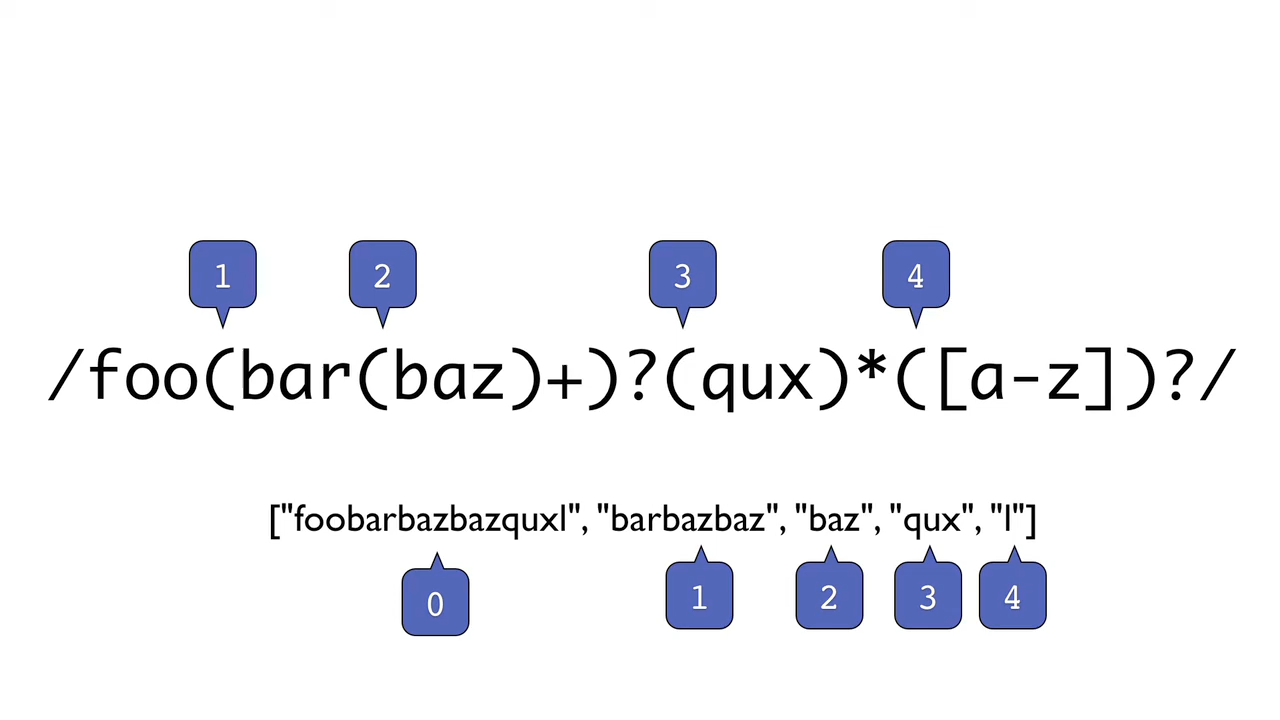 1 2 3 4
/foo(bar(baz)+)?(qux)*([a-z])?/
["foobarbazbazquxl", "barbazbaz", "baz", "qux", "l"]
0 1 2 3 4